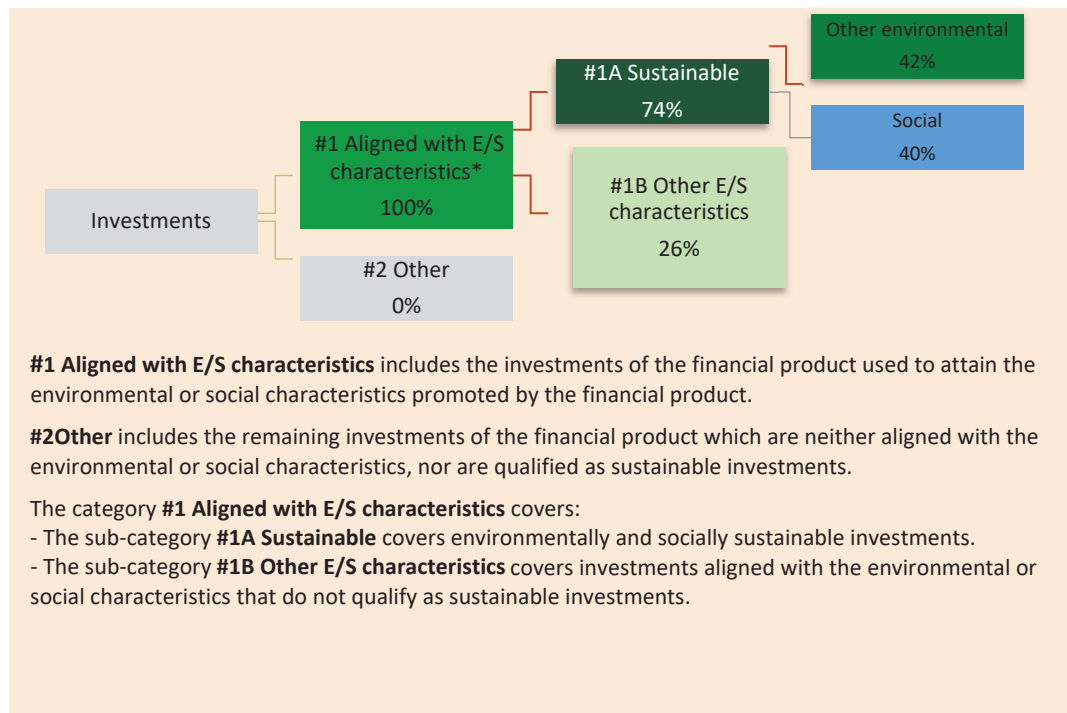 Other environmental
42%
#1A Sustainable
74%
Social
40%
#1 Aligned with E/S
characteristics*
100%
#1B Other E/S
characteristics
26%
Investments
#2 Other
0%
#1 Aligned with E/S characteristics includes the investments of the financial product used to attain the
environmental or social characteristics promoted by the financial product.
#2Other includes the remaining investments of the financial product which are neither aligned with the
environmental or social characteristics, nor are qualified as sustainable investments.
The category #1 Aligned with E/S characteristics covers:
- The sub-category #1A Sustainable covers environmentally and socially sustainable investments.
- The sub-category #1B Other E/S characteristics covers investments aligned with the environmental or
social characteristics that do not qualify as sustainable investments.